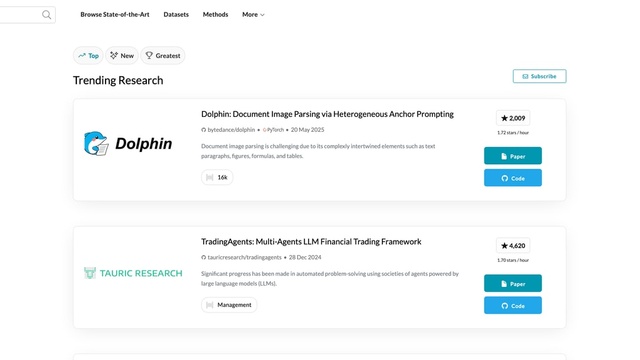 Browse State-of-the-Art Datasets Methods More
Top New Greatest
Trending Research
Subscribe
Dolphin
Dolphin: Document Image Parsing via Heterogeneous Anchor Prompting
bytedance/dolphin • PyTorch • 20 May 2025
Document image parsing is challenging due to its complexly intertwined elements such as text
paragraphs, figures, formulas, and tables.
16k
2,009
1.72 stars / hour
Paper
Code
TAURIC RESEARCH
TradingAgents: Multi-Agents LLM Financial Trading Framework
tauricresearch/tradingagents • 28 Dec 2024
Significant progress has been made in automated problem-solving using societies of agents powered by
large language models (LLMs).
Management
4,620
1.70 stars / hour
Paper
Code